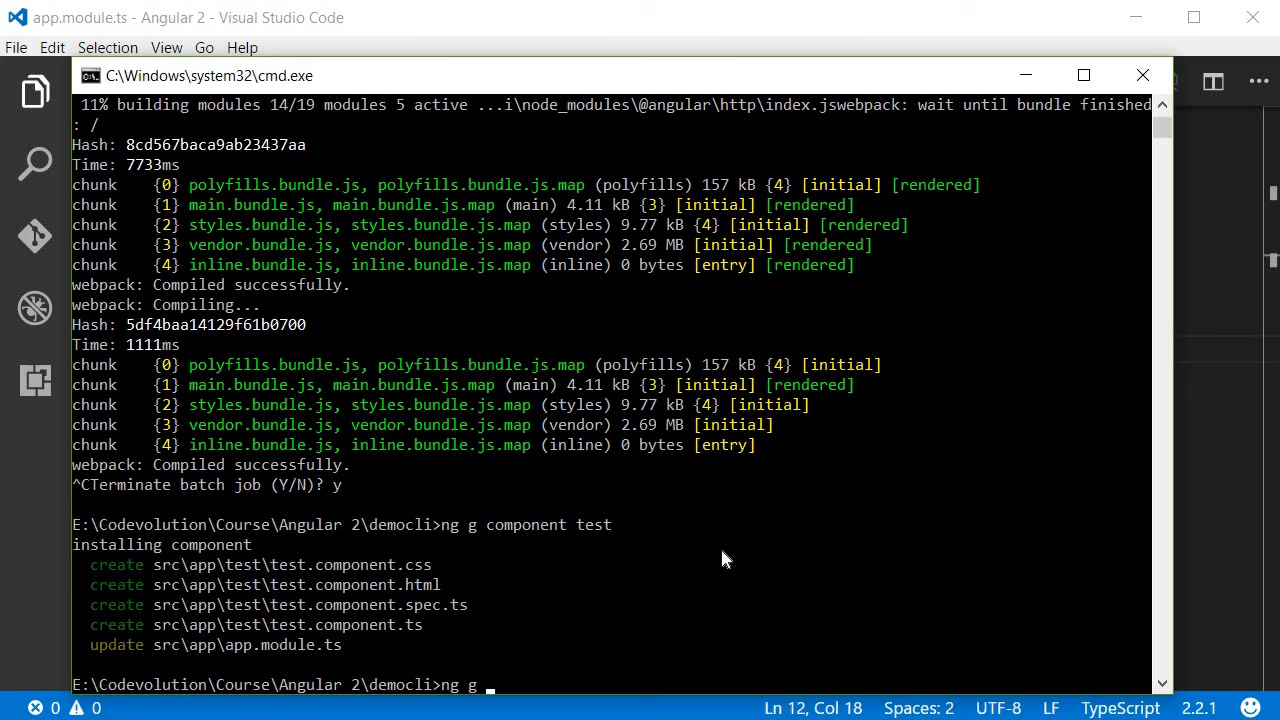 app.module.ts - Angular 2 - Visual Studio Code
File Edit Selection View Go Help
C:\Windows\system32\cmd.exe
11% building modules 14/19 modules 5 active ...i\node_modules\@angular\http\index.jswebpack: wait until bundle finished
: /
Hash: 8cd567baca9ab23437aa
Time: 7733ms
chunk    {0} polyfills.bundle.js, polyfills.bundle.js.map (polyfills) 157 kB {4} [initial] [rendered]
chunk    {1} main.bundle.js, main.bundle.js.map (main) 4.11 kB {3} [initial] [rendered]
chunk    {2} styles.bundle.js, styles.bundle.js.map (styles) 9.77 kB {4} [initial] [rendered]
chunk    {3} vendor.bundle.js, vendor.bundle.js.map (vendor) 2.69 MB [initial] [rendered]
chunk    {4} inline.bundle.js, inline.bundle.js.map (inline) 0 bytes [entry] [rendered]
webpack: Compiled successfully.
webpack: Compiling...
Hash: 5df4baa14129f61b0700
Time: 1111ms
chunk    {0} polyfills.bundle.js, polyfills.bundle.js.map (polyfills) 157 kB {4} [initial]
chunk    {1} main.bundle.js, main.bundle.js.map (main) 4.11 kB {3} [initial] [rendered]
chunk    {2} styles.bundle.js, styles.bundle.js.map (styles) 9.77 kB {4} [initial]
chunk    {3} vendor.bundle.js, vendor.bundle.js.map (vendor) 2.69 MB [initial]
chunk    {4} inline.bundle.js, inline.bundle.js.map (inline) 0 bytes [entry]
webpack: Compiled successfully.
^CTerminate batch job (Y/N)? y
E:\Codevolution\Course\Angular 2\democli>ng g component test
installing component
  create src\app\test\test.component.css
  create src\app\test\test.component.html
  create src\app\test\test.component.spec.ts
  create src\app\test\test.component.ts
  update src\app\app.module.ts
E:\Codevolution\Course\Angular 2\democli>ng g _
0 0 Ln 12, Col 18 Spaces: 2 UTF-8 LF TypeScript 2.2.1